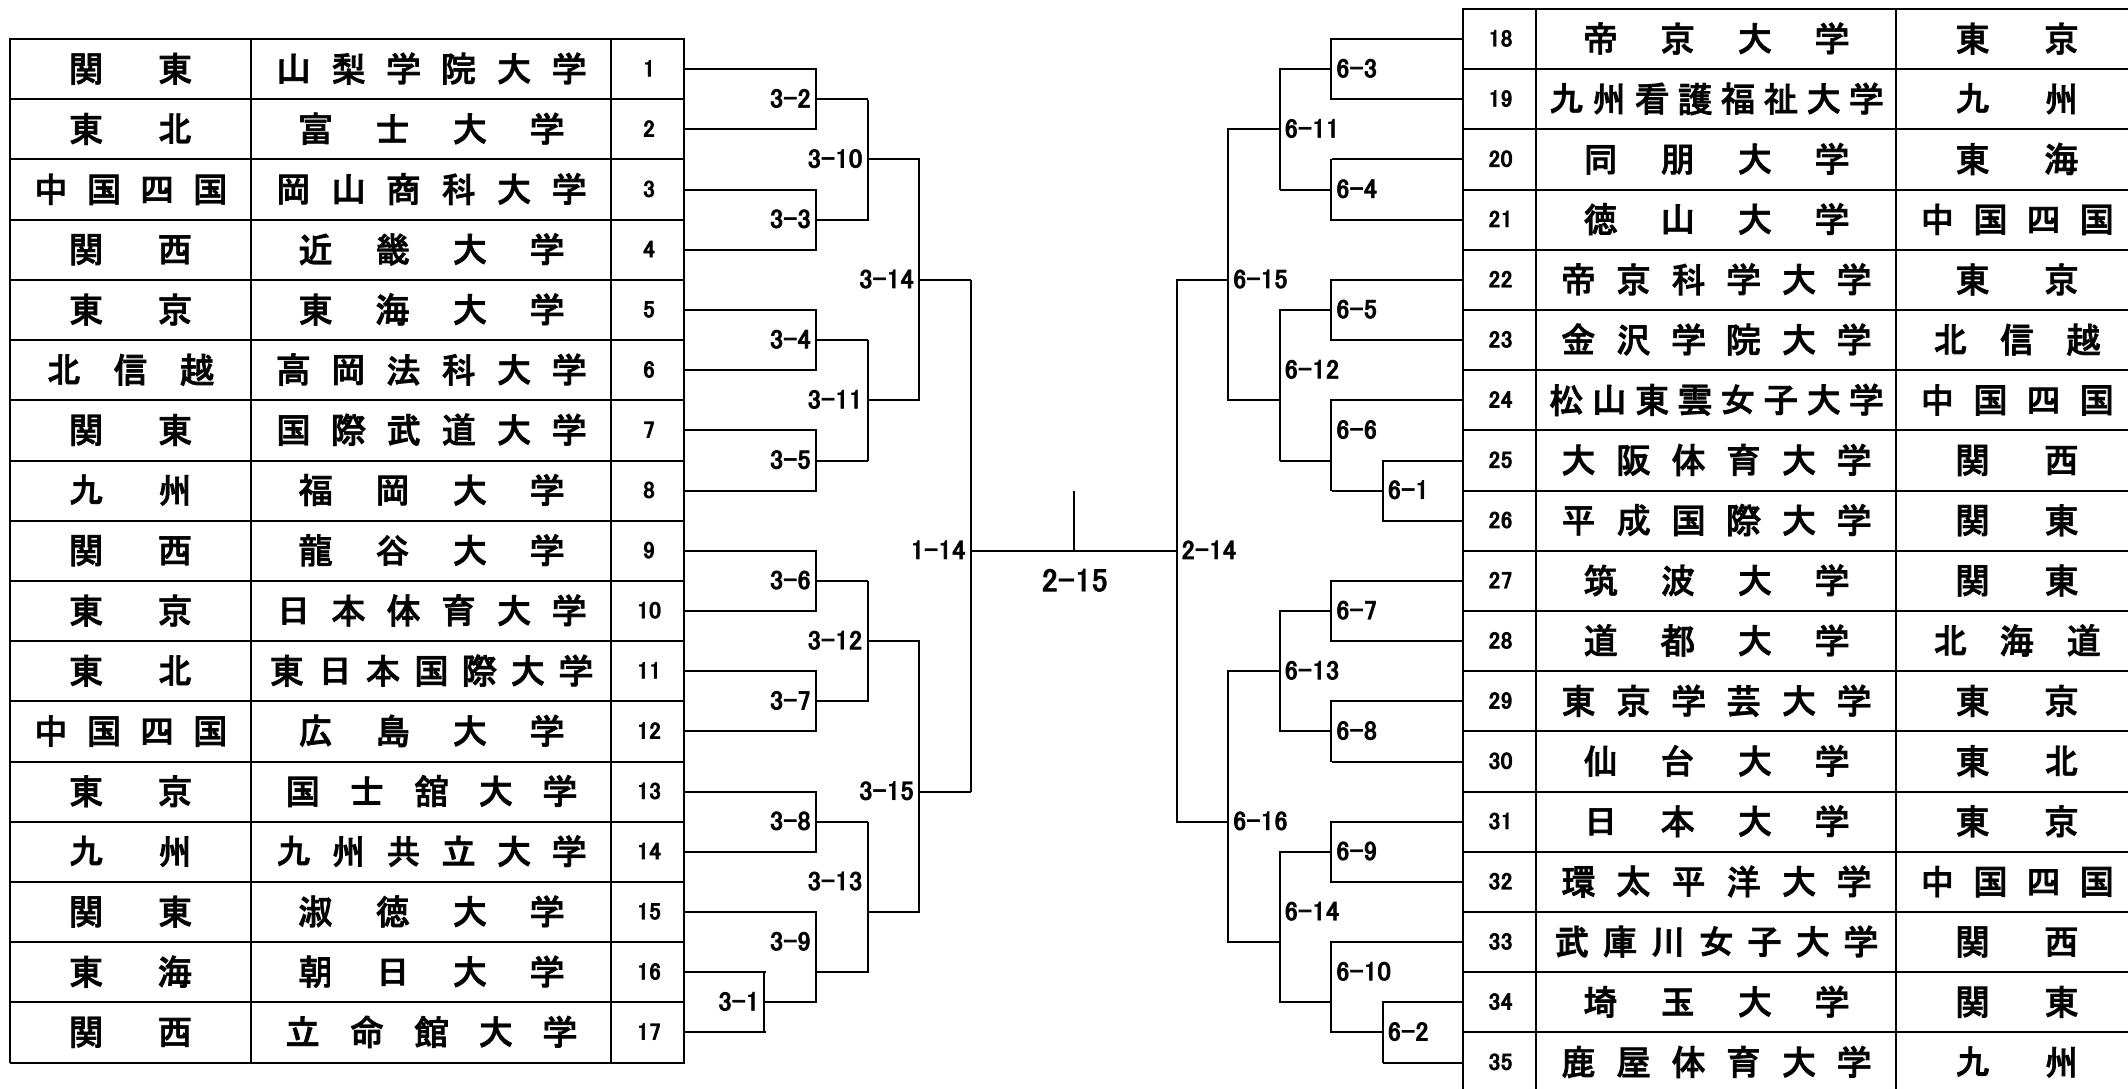 関東 山梨学院大学 1
東北 富士大学 2
中国四国 岡山商科大学 3
関西 近畿大学 4
東京 東海大学 5
北信越 高岡法科大学 6
関東 国際武道大学 7
九州 福岡大学 8
関西 龍谷大学 9
東京 日本体育大学 10
東北 東日本国際大学 11
中国四国 広島大学 12
東京 国士舘大学 13
九州 九州共立大学 14
関東 淑徳大学 15
東海 朝日大学 16
関西 立命館大学 17
3-2
3-10
3-3
3-14
3-4
3-11
3-5
1-14
3-6
3-12
3-7
3-15
3-8
3-13
3-9
3-1
2-15
6-3
6-11
6-4
6-15
6-5
6-12
6-6
6-1
2-14
6-7
6-13
6-8
6-16
6-9
6-14
6-10
6-2
18 帝京大学 東京
19 九州看護福祉大学 九州
20 同朋大学 東海
21 徳山大学 中国四国
22 帝京科学大学 東京
23 金沢学院大学 北信越
24 松山東雲女子大学 中国四国
25 大阪体育大学 関西
26 平成国際大学 関東
27 筑波大学 関東
28 道都大学 北海道
29 東京学芸大学 東京
30 仙台大学 東北
31 日本大学 東京
32 環太平洋大学 中国四国
33 武庫川女子大学 関西
34 埼玉大学 関東
35 鹿屋体育大学 九州